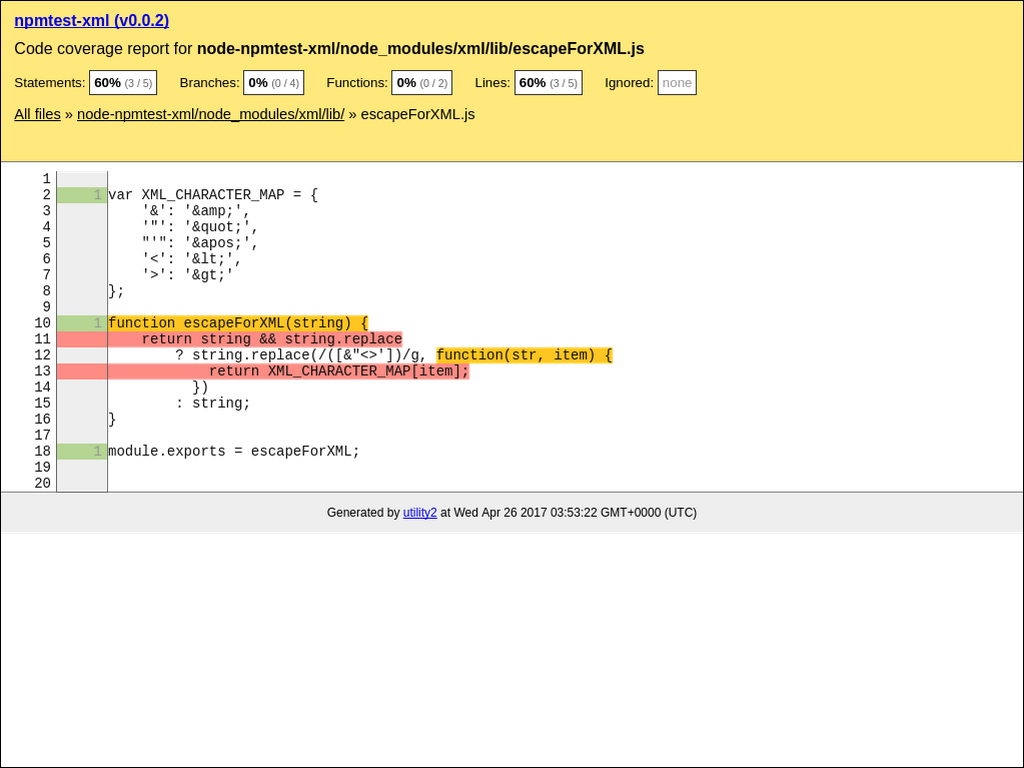 npmtest-xml (v0.0.2)
Code coverage report for node-npmtest-xml/node_modules/xml/lib/escapeForXML.js
Statements: 60% (3 / 5) Branches: 0% (0 / 4) Functions: 0% (0 / 2) Lines: 60% (3 / 5) Ignored: none
All files » node-npmtest-xml/node_modules/xml/lib/ » escapeForXML.js
1
2 1 var XML_CHARACTER_MAP = {
3 '&': '&amp;',
4 '"': '&quot;',
5 "'": '&apos;',
6 '<': '&lt;',
7 '>': '&gt;'
8 };
9
10 1 function escapeForXML(string) {
11 return string && string.replace
12 ? string.replace(/([&"<>'])/g, function(str, item) {
13 return XML_CHARACTER_MAP[item];
14 })
15 : string;
16 }
17
18 1 module.exports = escapeForXML;
19
20
Generated by utility2 at Wed Apr 26 2017 03:53:22 GMT+0000 (UTC)